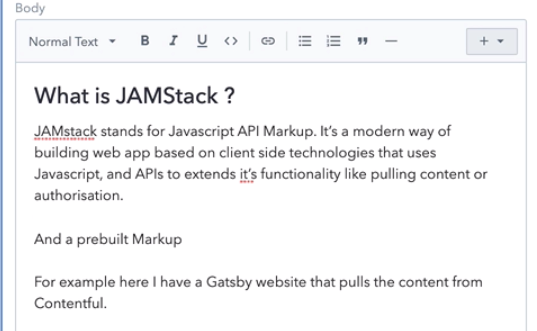 Body
Normal Text B I U <> +
What is JAMStack ?
JAMstack stands for Javascript API Markup. It's a modern way of
building web app based on client side technologies that uses
Javascript, and APIs to extends it's functionality like pulling content or
authorisation.
And a prebuilt Markup
For example here I have a Gatsby website that pulls the content from
Contentful.